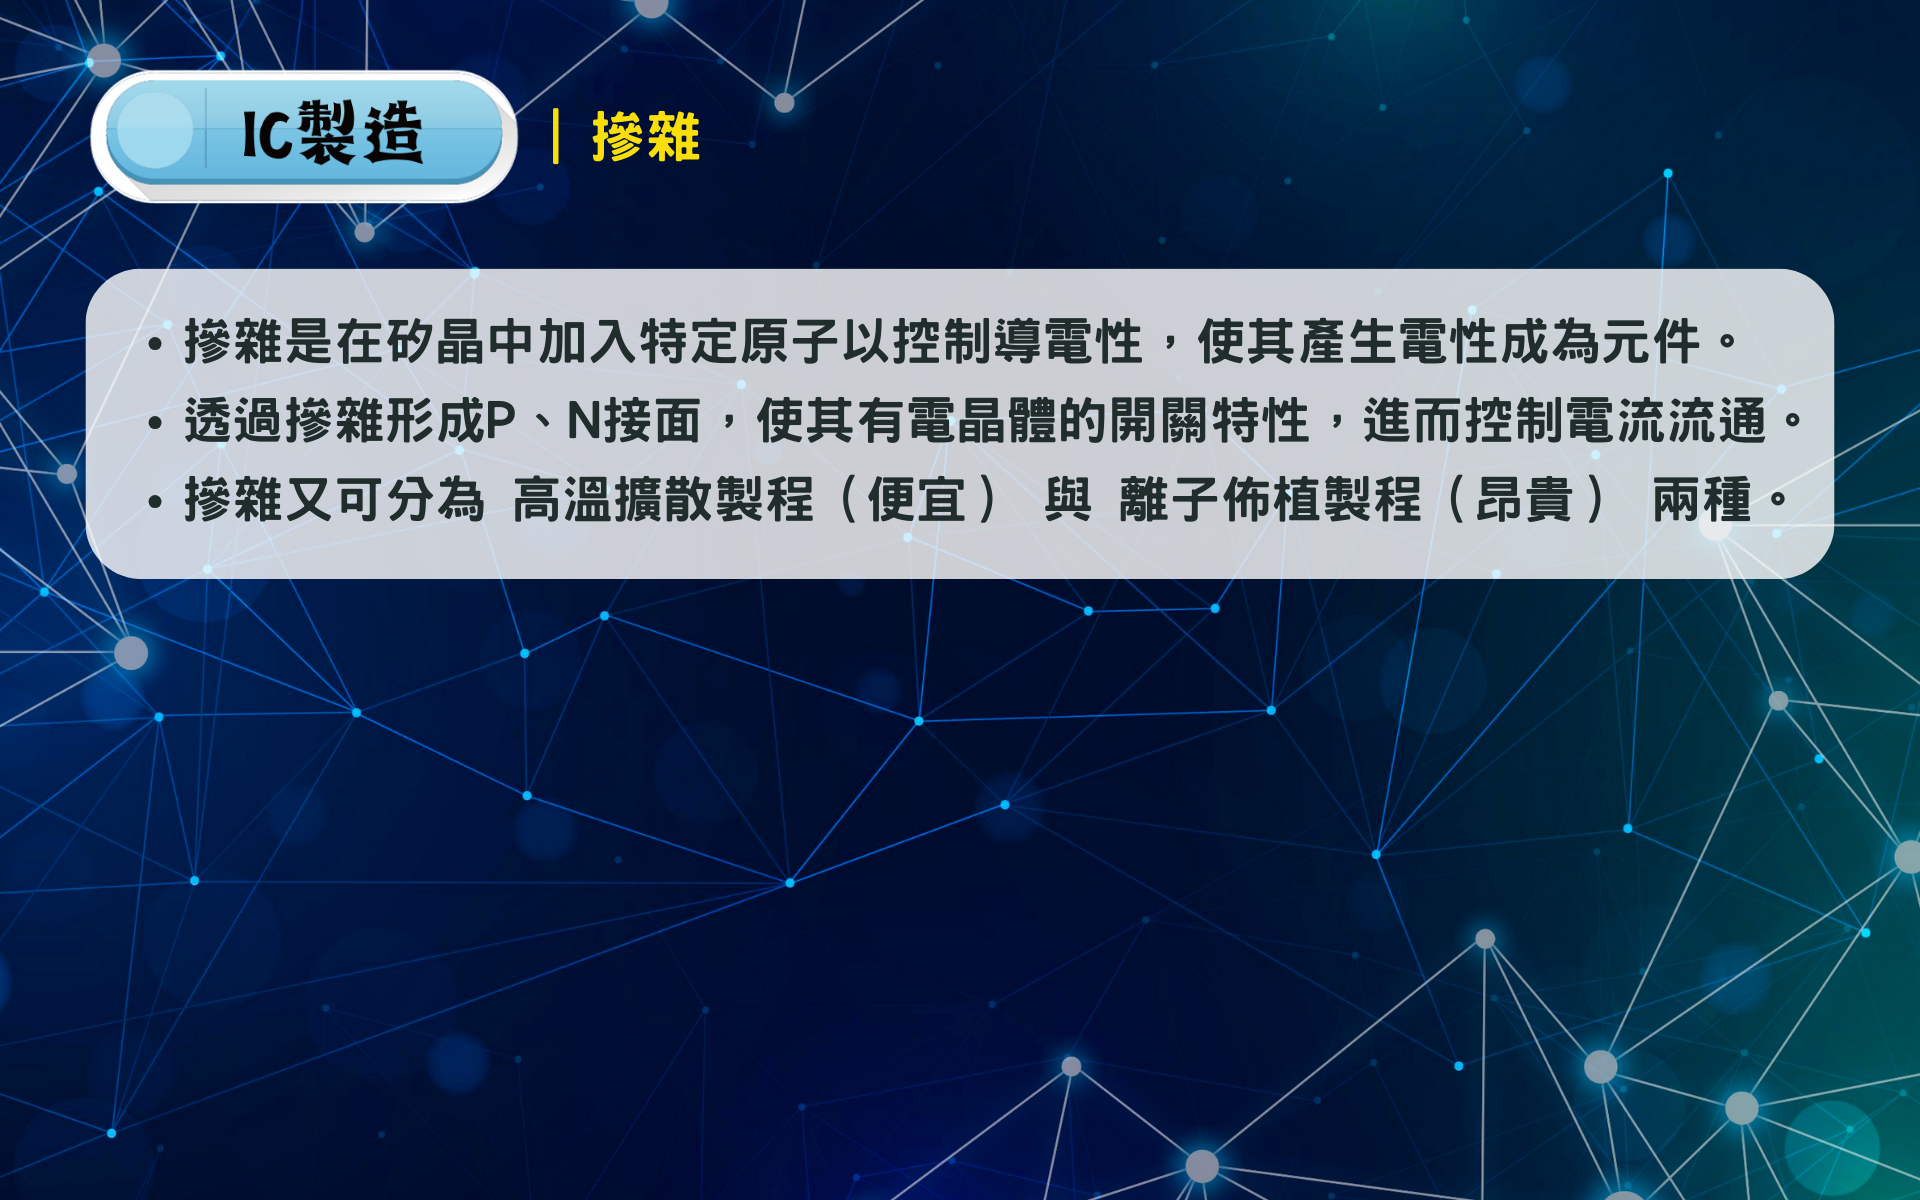 IC製造
| 摻雜
• 摻雜是在矽晶中加入特定原子以控制導電性，使其產生電性成為元件。
• 透過摻雜形成P、N接面，使其有電晶體的開關特性，進而控制電流流通。
• 摻雜又可分為 高溫擴散製程（便宜） 與 離子佈植製程（昂貴） 兩種。